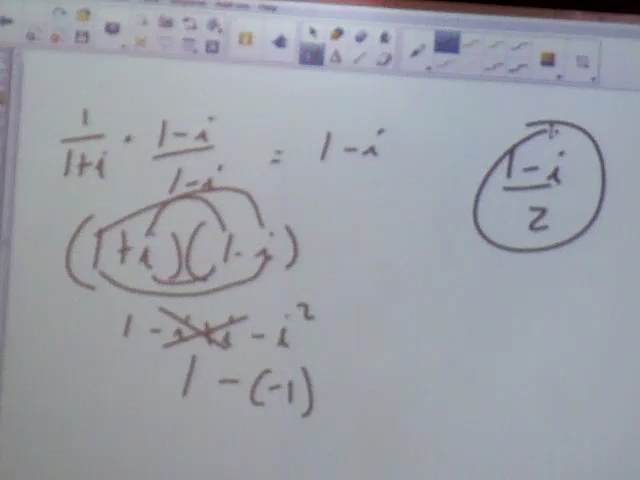 1/(1+i) · (1-i)/(1-i) = 1-i
(1+i)(1-i)
1 - i + i - i²
1 - (-1)
(1-i)/2